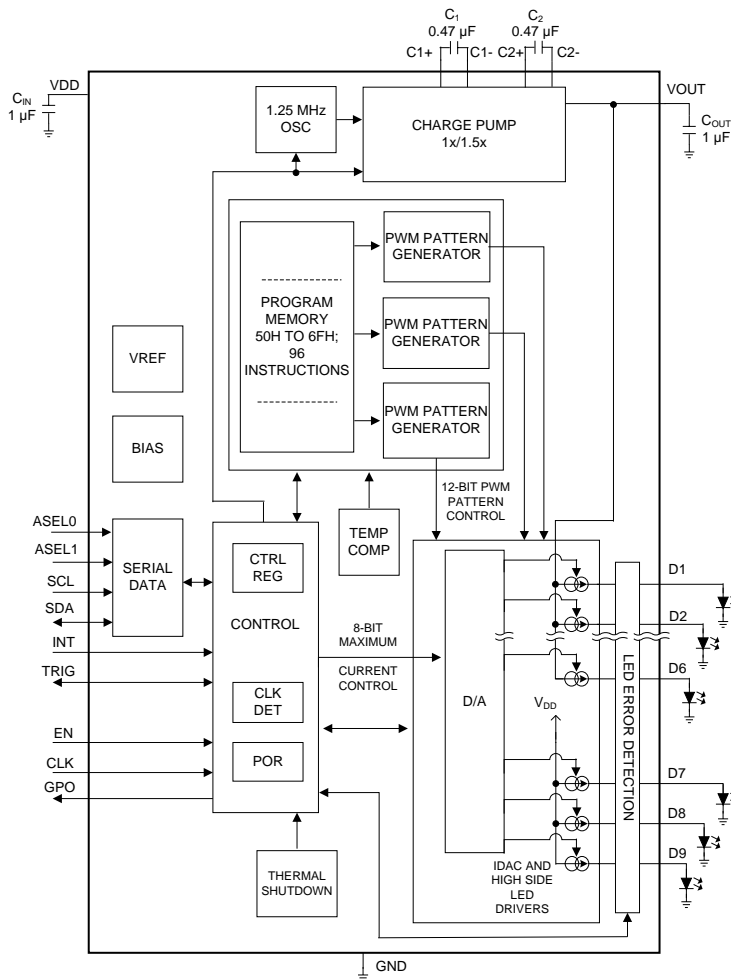 C1
0.47 µF
C2
0.47 µF
C1+
C1-
C2+
C2-
VDD
CIN
1 µF
VOUT
COUT
1 µF
1.25 MHz
OSC
CHARGE PUMP
1x/1.5x
PROGRAM
MEMORY
50H TO 6FH;
96
INSTRUCTIONS
PWM PATTERN
GENERATOR
PWM PATTERN
GENERATOR
PWM PATTERN
GENERATOR
VREF
BIAS
12-BIT PWM
PATTERN
CONTROL
TEMP
COMP
ASEL0
ASEL1
SCL
SDA
INT
TRIG
EN
CLK
GPO
SERIAL
DATA
CTRL
REG
CONTROL
CLK
DET
POR
8-BIT
MAXIMUM
CURRENT
CONTROL
D/A
VDD
LED ERROR DETECTION
D1
D2
D6
D7
D8
D9
THERMAL
SHUTDOWN
IDAC AND
HIGH SIDE
LED
DRIVERS
GND